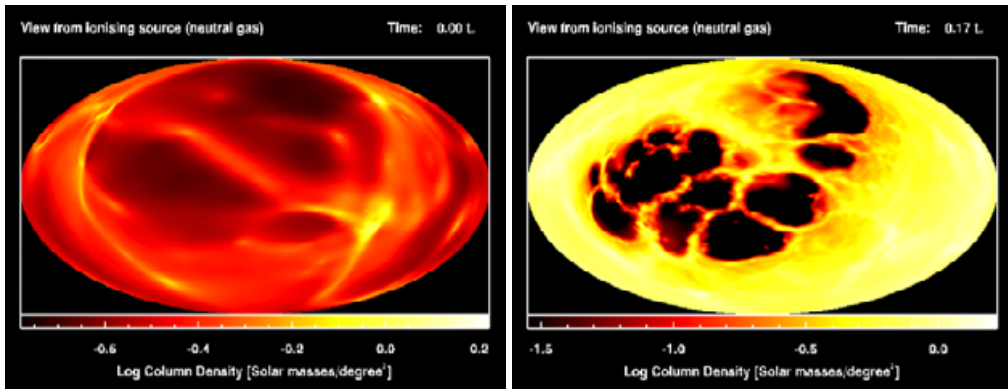 View from ionising source (neutral gas) Time: 0.00 L
-0.6 -0.4 -0.2 0.0 0.2
Log Column Density [Solar masses/degree²]
View from ionising source (neutral gas) Time: 0.17 L
-1.5 -1.0 -0.5 0.0
Log Column Density [Solar masses/degree²]